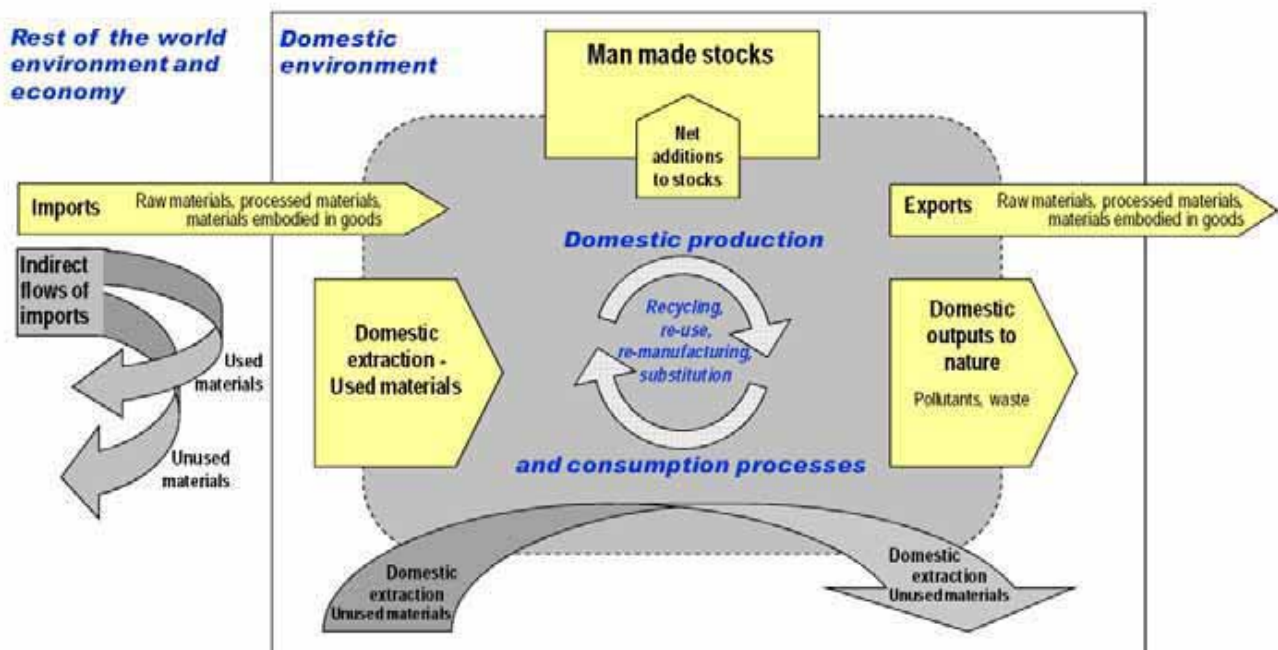 Rest of the world
environment and
economy
Domestic
environment
Man made stocks
Net
additions
to stocks
Imports
Raw materials, processed materials,
materials embodied in goods
Exports
Raw materials, processed materials,
materials embodied in goods
Indirect
flows of
imports
Used
materials
Unused
materials
Domestic
extraction -
Used materials
Domestic production
Recycling,
re-use,
re-manufacturing,
substitution
and consumption processes
Domestic
outputs to
nature
Pollutants, waste
Domestic
extraction
Unused materials
Domestic
extraction
Unused materials